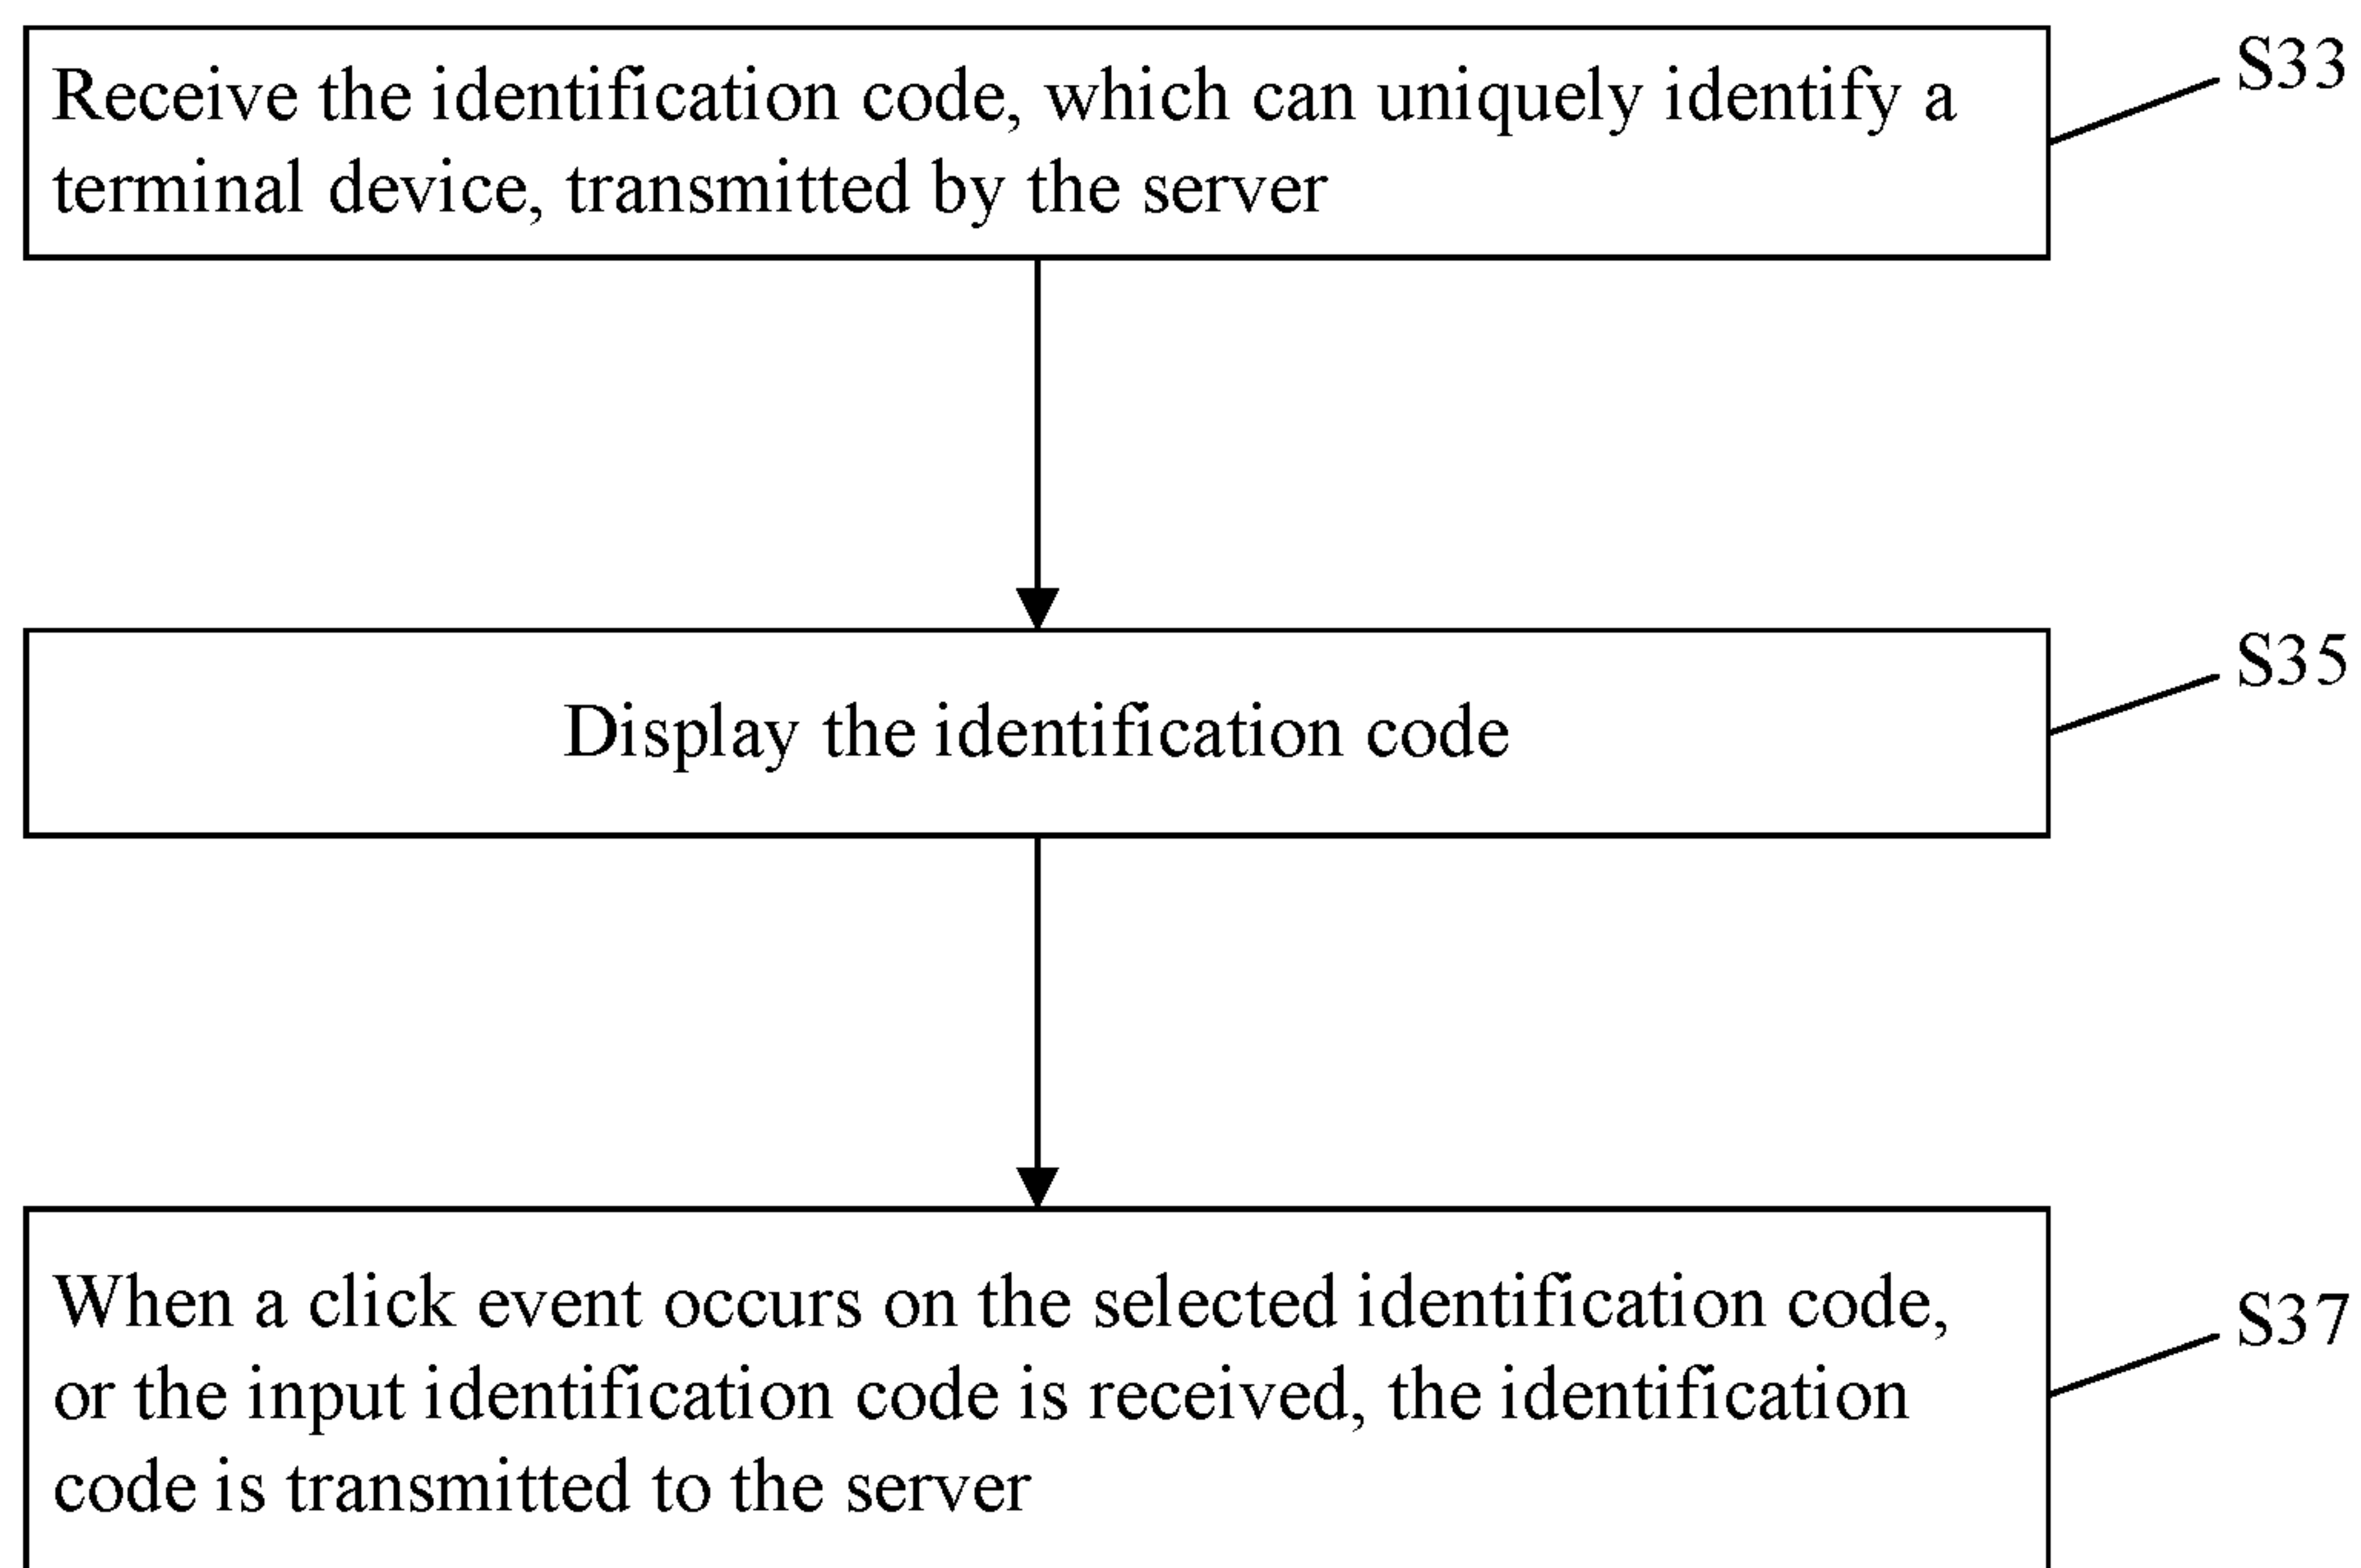 Receive the identification code, which can uniquely identify a
terminal device, transmitted by the server
S33
Display the identification code
S35
When a click event occurs on the selected identification code,
or the input identification code is received, the identification
code is transmitted to the server
S37